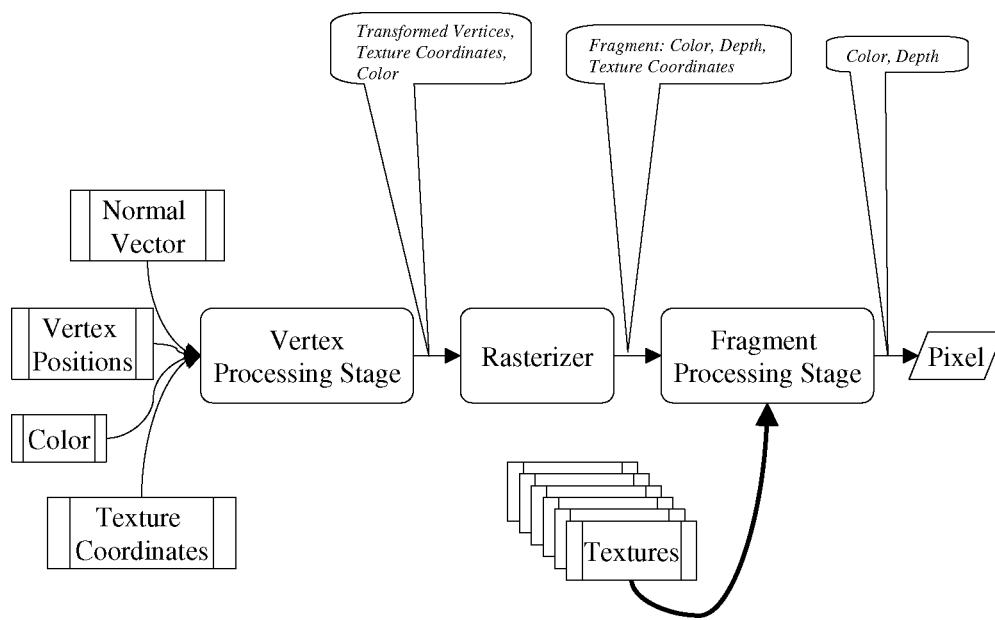 Transformed Vertices,
Texture Coordinates,
Color
Fragment: Color, Depth,
Texture Coordinates
Color, Depth
Normal
Vector
Vertex
Positions
Color
Texture
Coordinates
Vertex
Processing Stage
Rasterizer
Fragment
Processing Stage
Pixel
Textures